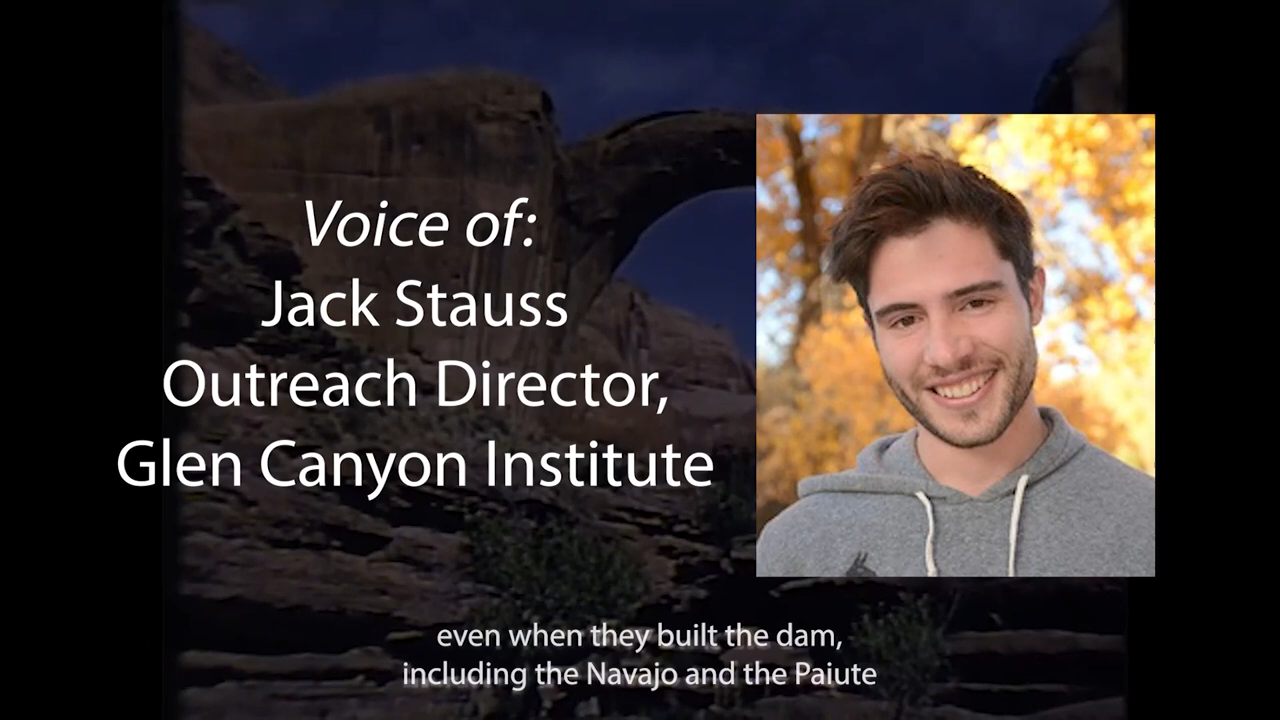 Voice of:
Jack Stauss
Outreach Director,
Glen Canyon Institute
even when they built the dam,
including the Navajo and the Paiute